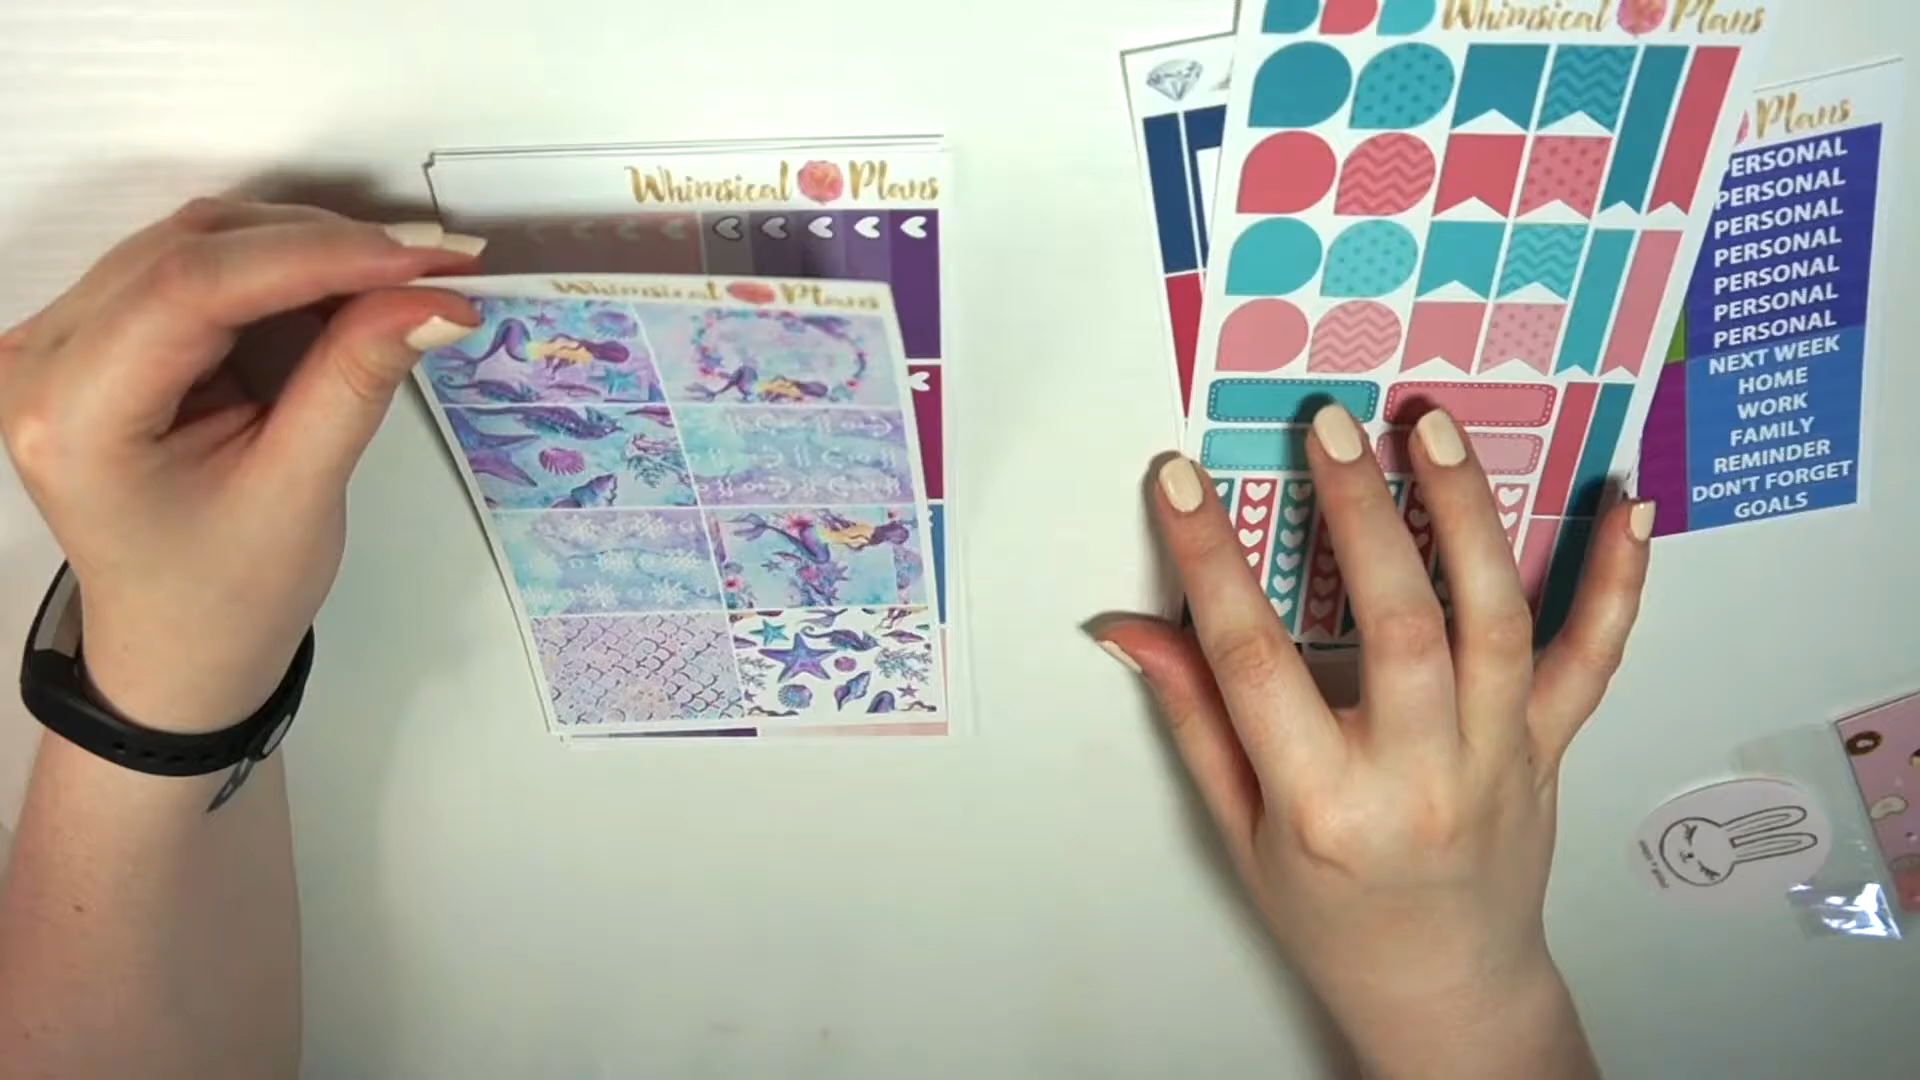 Whimsical Plans
Whimsical Plans
Whimsical Plans
Plans
PERSONAL
PERSONAL
PERSONAL
PERSONAL
PERSONAL
PERSONAL
PERSONAL
NEXT WEEK
HOME
WORK
FAMILY
REMINDER
DON'T FORGET
GOALS